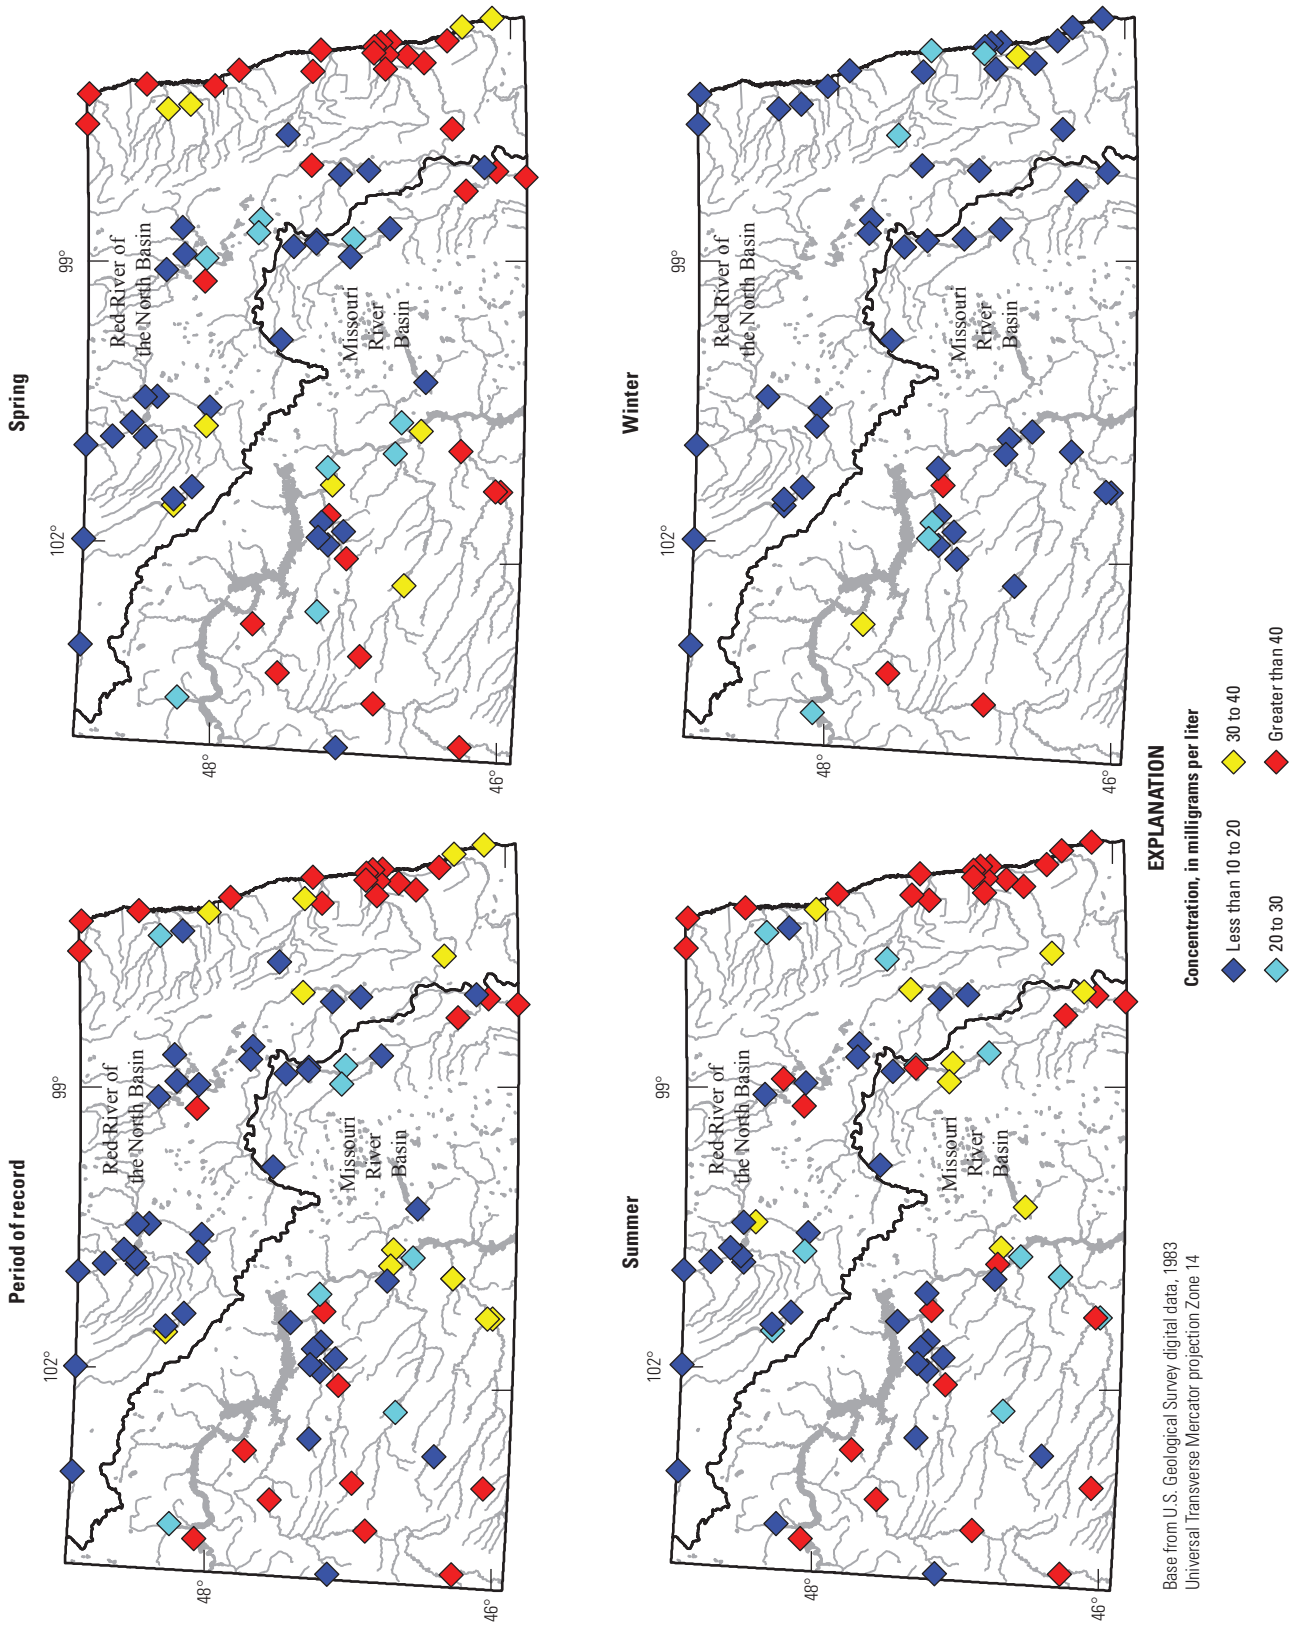 Period of record
Red River of
the North Basin
Missouri
River
Basin
99°
102°
48°
46°
Spring
Red River of
the North Basin
Missouri
River
Basin
99°
102°
48°
46°
Summer
Red River of
the North Basin
Missouri
River
Basin
99°
102°
48°
46°
Winter
Red River of
the North Basin
Missouri
River
Basin
99°
102°
48°
46°
Base from U.S. Geological Survey digital data, 1983
Universal Transverse Mercator projection Zone 14
EXPLANATION
Concentration, in milligrams per liter
Less than 10 to 20
20 to 30
30 to 40
Greater than 40